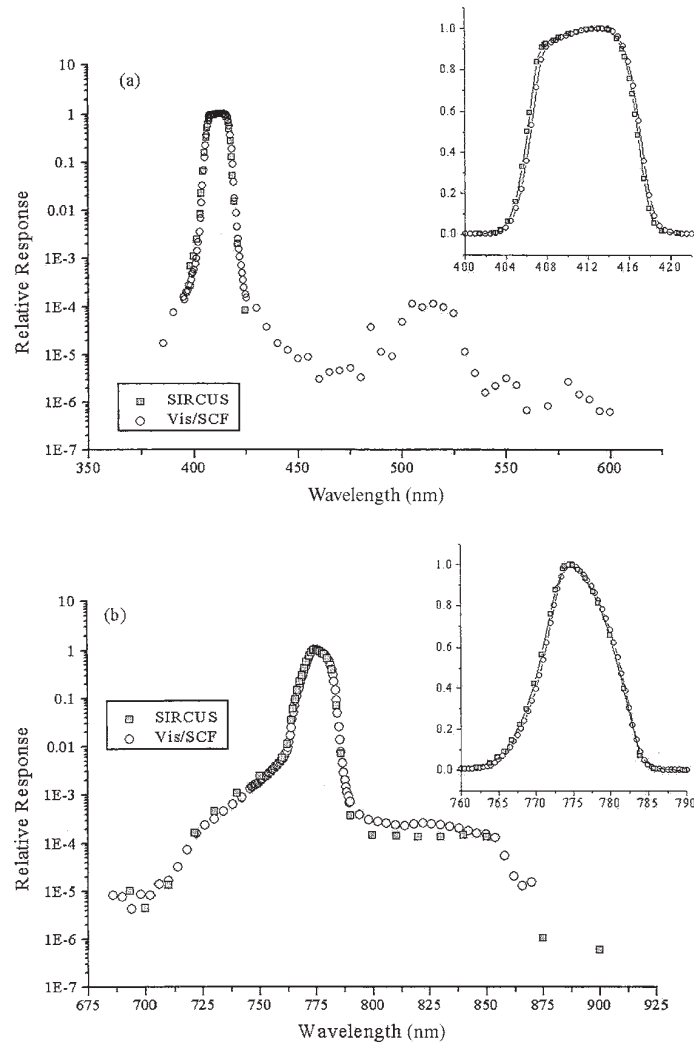 (a)
10
1
0.1
0.01
1E-3
1E-4
1E-5
1E-6
1E-7
Relative Response
SIRCUS
Vis/SCF
350 400 450 500 550 600
Wavelength (nm)
1.0
0.8
0.6
0.4
0.2
0.0
400 404 408 412 416 420
(b)
10
1
0.1
0.01
1E-3
1E-4
1E-5
1E-6
1E-7
Relative Response
SIRCUS
Vis/SCF
675 700 725 750 775 800 825 850 875 900 925
Wavelength (nm)
1.0
0.8
0.6
0.4
0.2
0.0
760 765 770 775 780 785 790